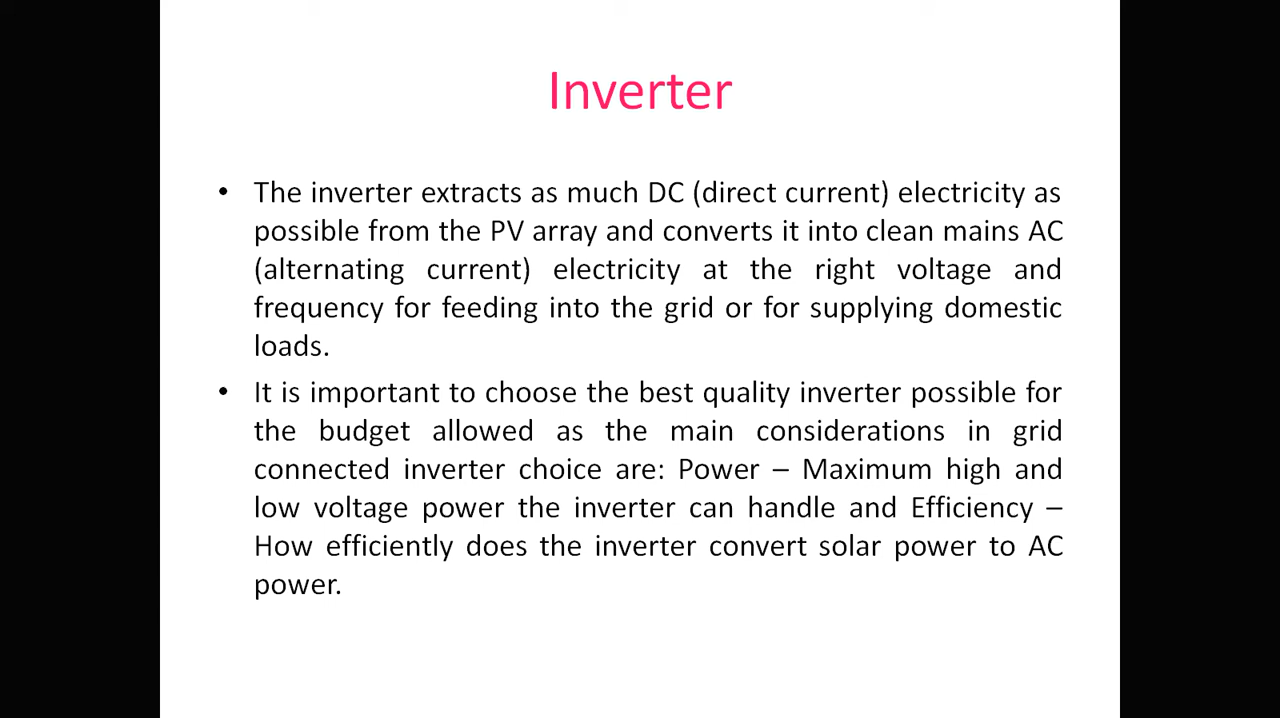 Inverter
• The inverter extracts as much DC (direct current) electricity as
possible from the PV array and converts it into clean mains AC
(alternating current) electricity at the right voltage and
frequency for feeding into the grid or for supplying domestic
loads.
• It is important to choose the best quality inverter possible for
the budget allowed as the main considerations in grid
connected inverter choice are: Power – Maximum high and
low voltage power the inverter can handle and Efficiency –
How efficiently does the inverter convert solar power to AC
power.